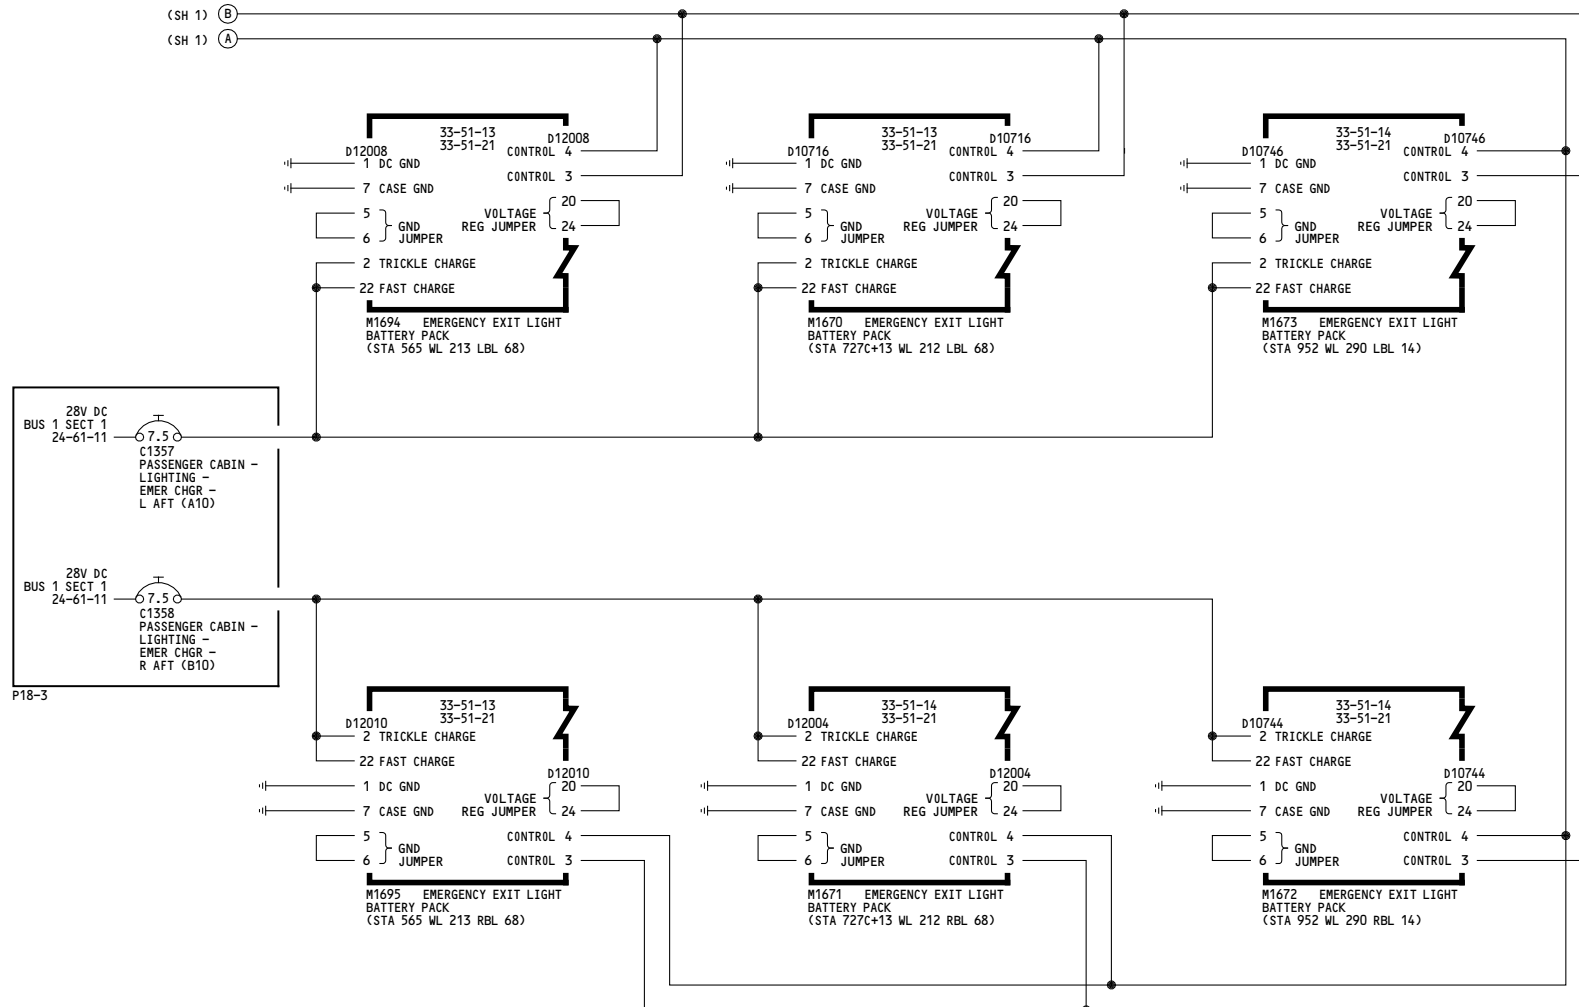 (SH 1) B
(SH 1) A
33-51-13
33-51-21
D12008
D12008
1 DC GND
7 CASE GND
5
6
GND
JUMPER
2 TRICKLE CHARGE
22 FAST CHARGE
CONTROL 4
CONTROL 3
VOLTAGE
REG JUMPER
20
24
M1694 EMERGENCY EXIT LIGHT
BATTERY PACK
(STA 565 WL 213 LBL 68)
33-51-13
33-51-21
D10716
D10716
1 DC GND
7 CASE GND
5
6
GND
JUMPER
2 TRICKLE CHARGE
22 FAST CHARGE
CONTROL 4
CONTROL 3
VOLTAGE
REG JUMPER
20
24
M1670 EMERGENCY EXIT LIGHT
BATTERY PACK
(STA 727C+13 WL 212 LBL 68)
33-51-14
33-51-21
D10746
D10746
1 DC GND
7 CASE GND
5
6
GND
JUMPER
2 TRICKLE CHARGE
22 FAST CHARGE
CONTROL 4
CONTROL 3
VOLTAGE
REG JUMPER
20
24
M1673 EMERGENCY EXIT LIGHT
BATTERY PACK
(STA 952 WL 290 LBL 14)
28V DC
BUS 1 SECT 1
24-61-11
7.5
C1357
PASSENGER CABIN -
LIGHTING -
EMER CHGR -
L AFT (A10)
28V DC
BUS 1 SECT 1
24-61-11
7.5
C1358
PASSENGER CABIN -
LIGHTING -
EMER CHGR -
R AFT (B10)
P18-3
33-51-13
33-51-21
D12010
2 TRICKLE CHARGE
22 FAST CHARGE
D12010
1 DC GND
7 CASE GND
VOLTAGE
REG JUMPER
20
24
5
6
GND
JUMPER
CONTROL 4
CONTROL 3
M1695 EMERGENCY EXIT LIGHT
BATTERY PACK
(STA 565 WL 213 RBL 68)
33-51-14
33-51-21
D12004
2 TRICKLE CHARGE
22 FAST CHARGE
D12004
1 DC GND
7 CASE GND
VOLTAGE
REG JUMPER
20
24
5
6
GND
JUMPER
CONTROL 4
CONTROL 3
M1671 EMERGENCY EXIT LIGHT
BATTERY PACK
(STA 727C+13 WL 212 RBL 68)
33-51-14
33-51-21
D10744
2 TRICKLE CHARGE
22 FAST CHARGE
D10744
1 DC GND
7 CASE GND
VOLTAGE
REG JUMPER
20
24
5
6
GND
JUMPER
CONTROL 4
CONTROL 3
M1672 EMERGENCY EXIT LIGHT
BATTERY PACK
(STA 952 WL 290 RBL 14)